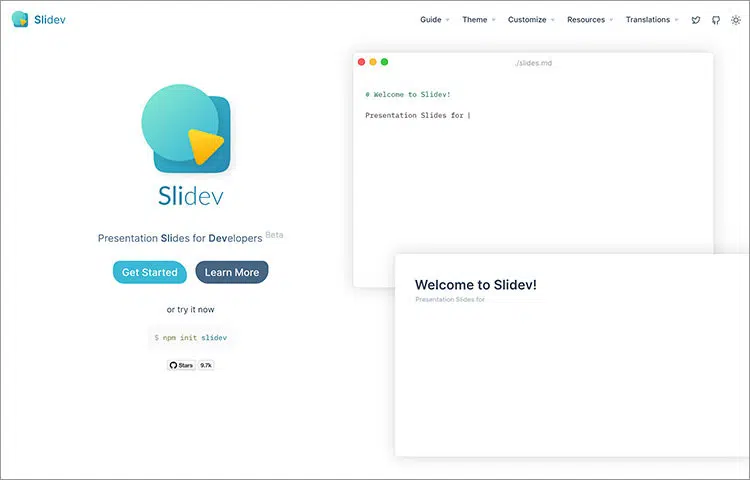 Slidev
Guide Theme Customize Resources Translations
Slidev
Presentation Slides for Developers Beta
Get Started Learn More
or try it now
$ npm init slidev
Stars 9.7k
./slides.md
# Welcome to Slidev!
Presentation Slides for |
Welcome to Slidev!
Presentation Slides for